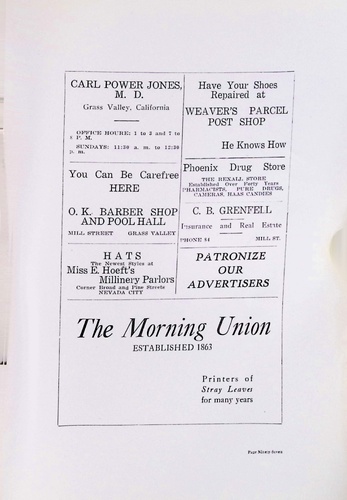 CARL POWER JONES,
M. D.
Grass Valley, California
OFFICE HOURS: 1 to 3 and 7 to
8 P. M.
SUNDAYS: 11:30 a. m. to 12:30
p. m.
You Can Be Carefree
HERE
O. K. BARBER SHOP
AND POOL HALL
MILL STREET GRASS VALLEY
HATS
The Newest Styles at
Miss E. Hoeft's
Millinery Parlors
Corner Broad and Pine Streets
NEVADA CITY
Have Your Shoes
Repaired at
WEAVER'S PARCEL
POST SHOP
He Knows How
Phoenix Drug Store
THE REXALL STORE
Established Over Forty Years
PHARMACISTS, PURE DRUGS,
CAMERAS, HAAS CANDIES
C. B. GRENFELL
Insurance and Real Estate
PHONE 84 MILL ST.
PATRONIZE
OUR
ADVERTISERS
The Morning Union
ESTABLISHED 1863
Printers of
Stray Leaves
for many years
Page Ninety-Seven